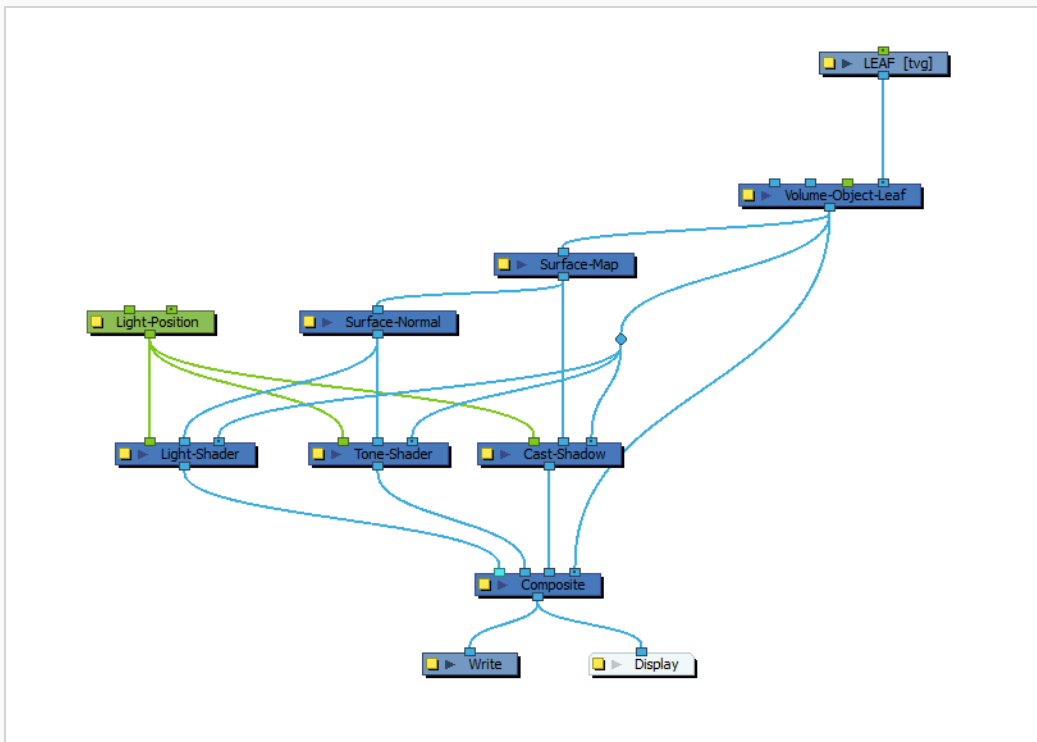 LEAF [tvg]
Volume-Object-Leaf
Surface-Map
Light-Position
Surface-Normal
Light-Shader
Tone-Shader
Cast-Shadow
Composite
Write
Display